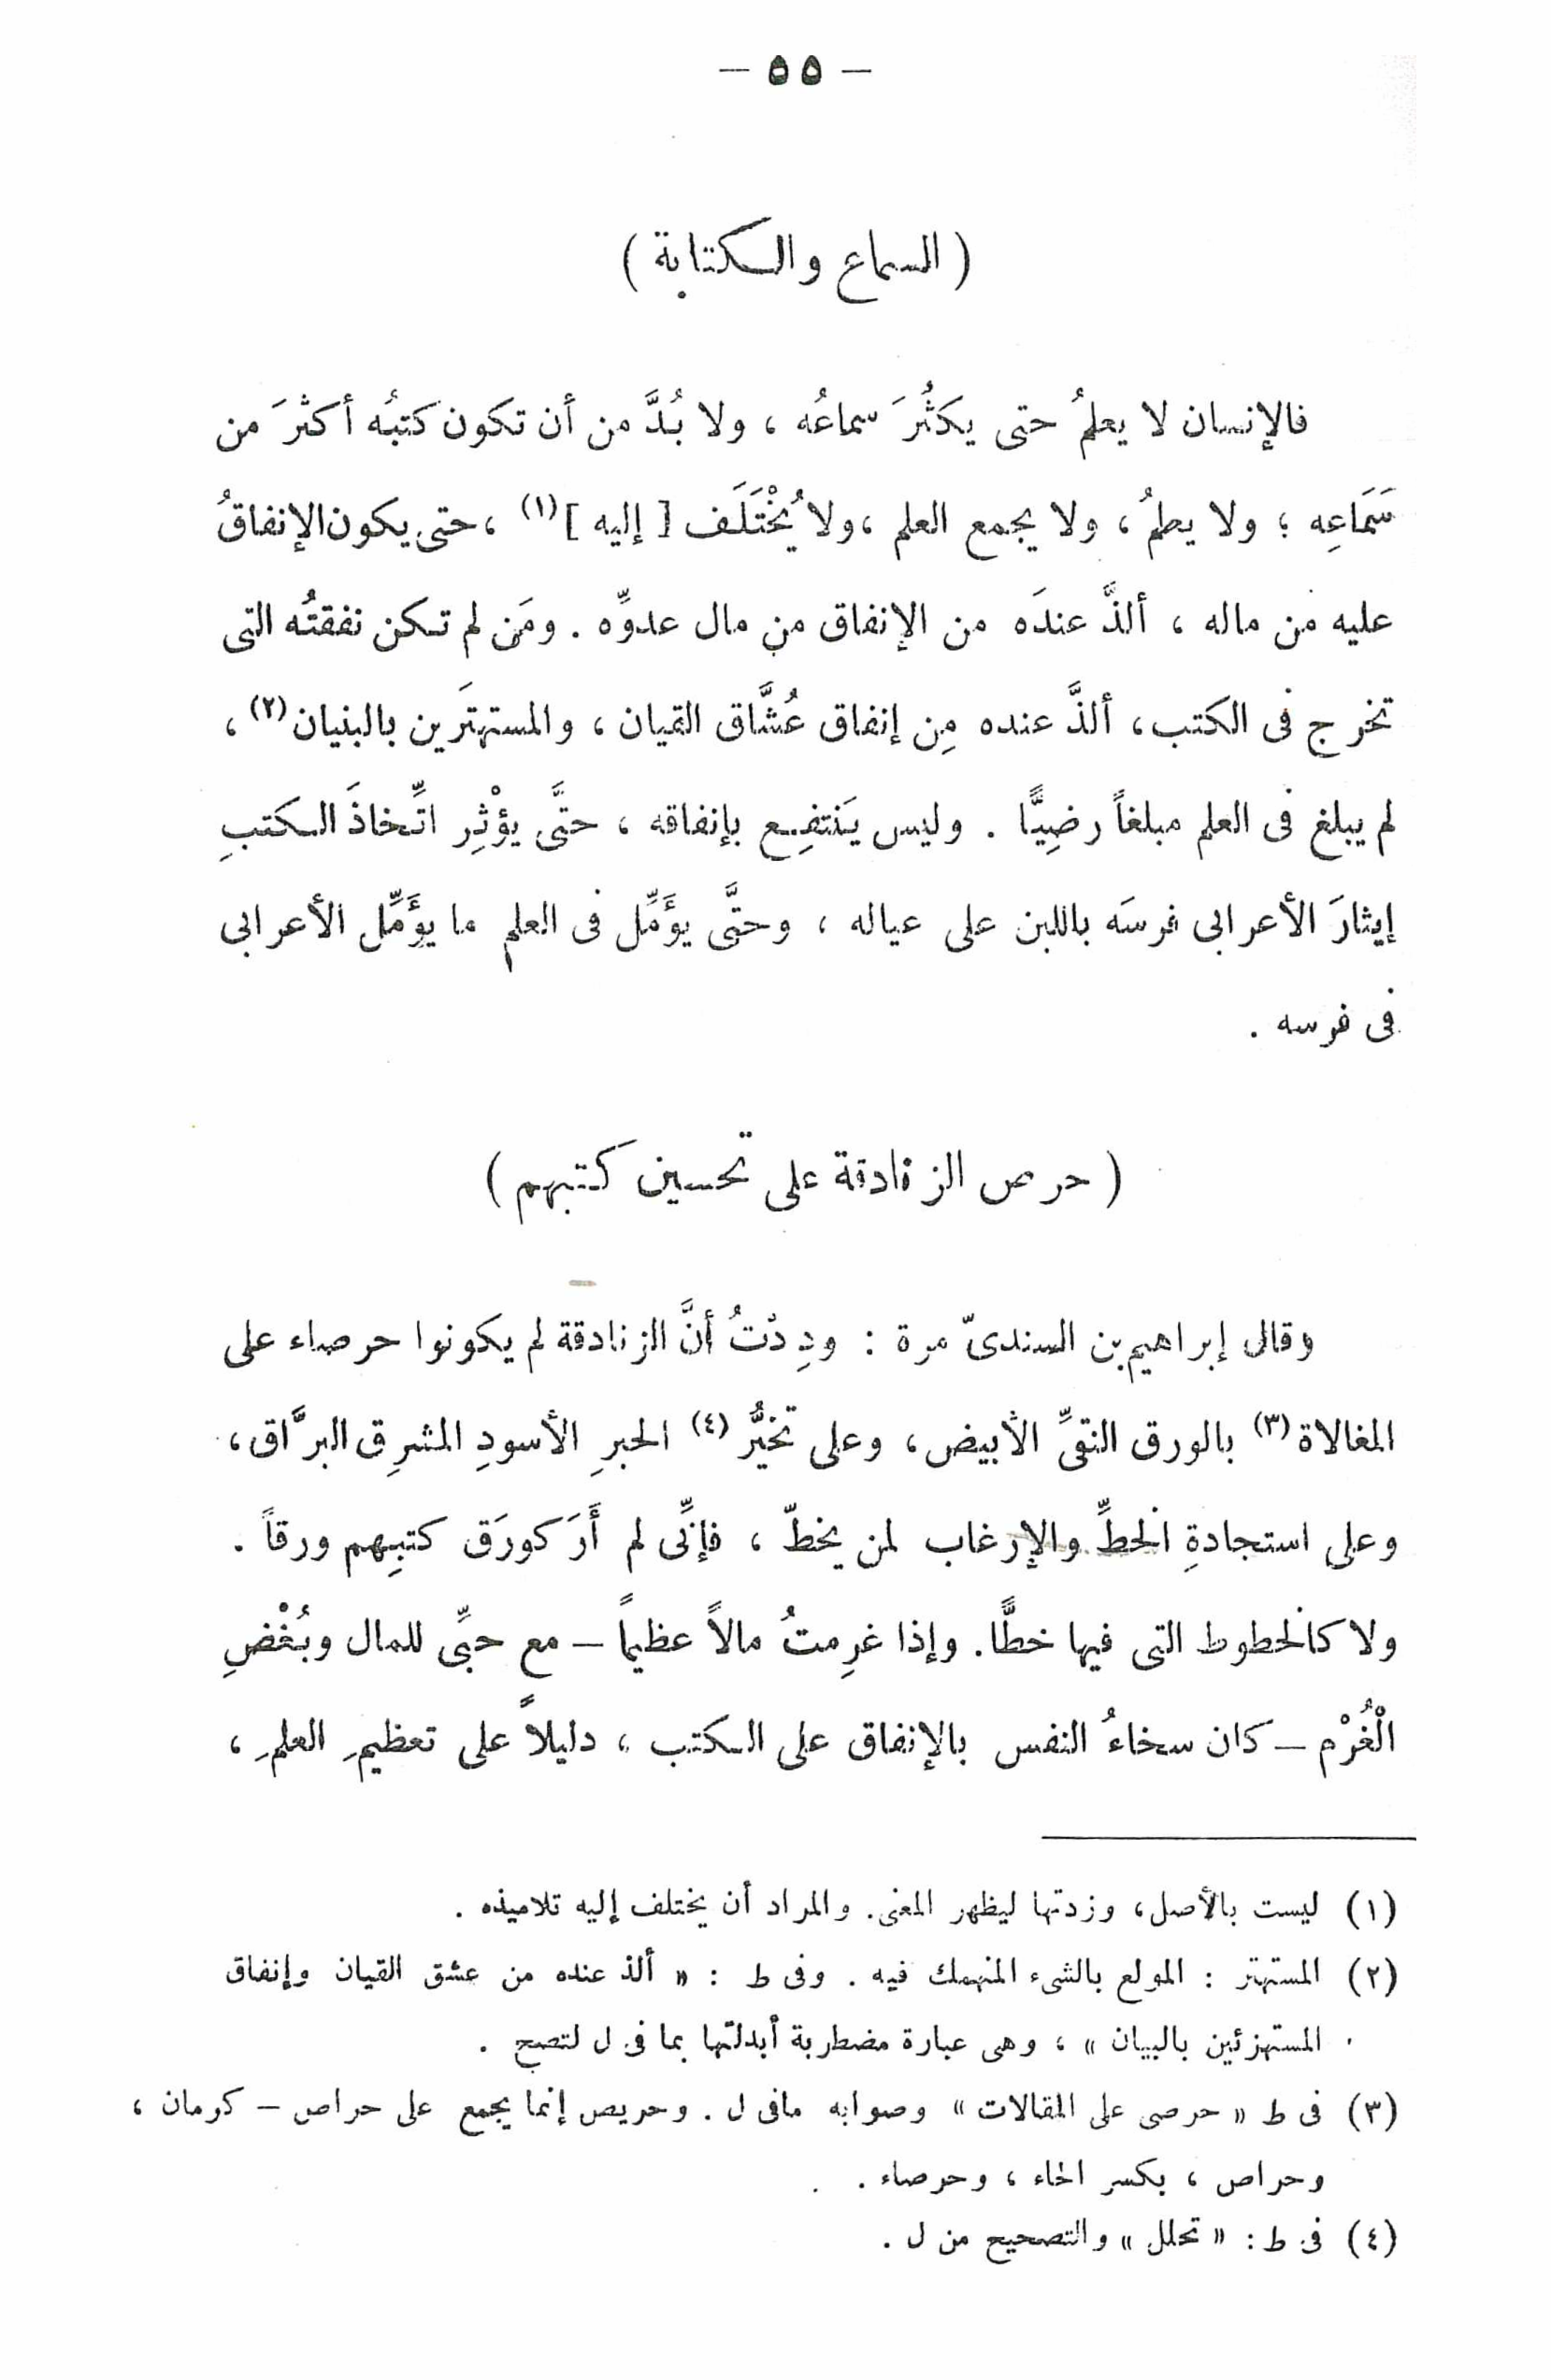 — ٥٥ —
( السماع والكتابة )
فالإنسان لا يعلمُ حتى يكثُرَ سماعُه ، ولا بُدَّ من أن تكون كتبُه أكثرَ من
سَمَاعِه ؛ ولا يعلمُ ، ولا يجمع العلم ، ولا يُخْتَلَف [ إليه ] (١) ، حتى يكون الإنفاقُ
عليه من ماله ، ألذَّ عندَه من الإنفاق من مال عدوِّه . ومَن لم تكن نفقتُه التى
تخرج فى الكتب ، ألذَّ عنده مِن إنفاق عُشَّاق القيان ، والمستهتَرين بالبنيان (٢) ،
لم يبلغ فى العلم مبلغاً رضِيًّا . وليس يَنتفِع بإنفاقه ، حتَّى يؤْثِر اتِّخاذَ الكتبِ
إيثارَ الأعرابى فرسَه باللبن على عياله ، وحتَّى يؤَمِّل فى العلم ما يؤَمِّل الأعرابى
فى فرسه .
( حرص الزنادقة على تحسين كتبهم )
وقال إبراهيم بن السندىّ مرة : ودِدْتُ أنَّ الزنادقة لم يكونوا حرصاء على
المغالاة (٣) بالورق النقىِّ الأبيض ، وعلى تخيُّر (٤) الحبرِ الأسودِ المشرِق البرَّاق ،
وعلى استجادةِ الخطِّ والإرغاب لمن يخطّ ، فإنِّى لم أَرَ كورَق كتبِهم ورقاً .
ولا كالخطوط التى فيها خطًّا . وإذا غرِمتُ مالاً عظيماً — مع حبِّى للمال وبُغْضِ
الْغُرْم — كان سخاءُ النفس بالإنفاق على الكتب ، دليلاً على تعظيمِ العلمِ ،
(١) ليست بالأصل ، وزدتها ليظهر المعنى . والمراد أن يختلف إليه تلاميذه .
(٢) المستهتر : المولع بالشىء المنهمك فيه . وفى ط : « ألذ عنده من عشق القيان وإنفاق
المستهزئين بالبيان » ، وهى عبارة مضطربة أبدلتها بما فى ل لتصح .
(٣) فى ط « حرصى على المقالات » وصوابه مافى ل . وحريص إنما يجمع على حراص — كرمان ،
وحراص ، بكسر الحاء ، وحرصاء .
(٤) فى ط : « تحلل » والتصحيح من ل .